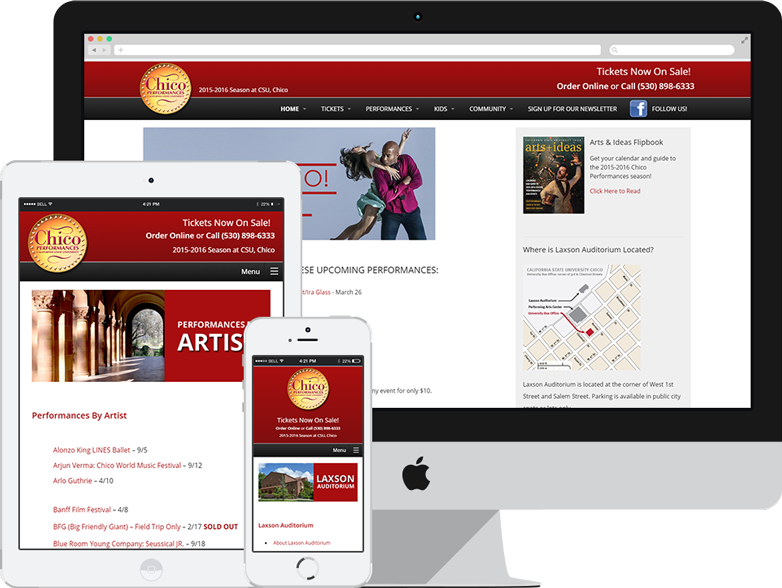 Chico
PERFORMANCES
2015-2016 Season at CSU, Chico
Tickets Now On Sale!
Order Online or Call (530) 898-6333
HOME
TICKETS
PERFORMANCES
KIDS
COMMUNITY
SIGN UP FOR OUR NEWSLETTER
f
FOLLOW US!
O!
ESE UPCOMING PERFORMANCES:
t/Ira Glass - March 26
ny event for only $10.
arts+ideas
Arts & Ideas Flipbook
Get your calendar and guide to
the 2015-2016 Chico
Performances season!
Click Here to Read
Where is Laxson Auditorium Located?
CALIFORNIA STATE UNIVERSITY CHICO
Laxson Auditorium
Performing Arts Center
University Box Office
Laxson Auditorium is located at the corner of West 1st
Street and Salem Street. Parking is available in public city
BELL
4:21 PM
22%
Chico
PERFORMANCES
Tickets Now On Sale!
Order Online or Call (530) 898-6333
2015-2016 Season at CSU, Chico
Menu
PERFORMANCES
ARTIS
Performances By Artist
Alonzo King LINES Ballet – 9/5
Arjun Verma: Chico World Music Festival – 9/12
Arlo Guthrie – 4/10
Banff Film Festival – 4/8
BFG (Big Friendly Giant) – Field Trip Only – 2/17 SOLD OUT
Blue Room Young Company: Seussical JR. – 9/18
BELL
4:21 PM
22%
Chico
PERFORMANCES
Tickets Now On Sale!
Order Online or Call (530) 898-6333
2015-2016 Season at CSU, Chico
Menu
LAXSON
AUDITORIUM
Laxson Auditorium
About Laxson Auditorium